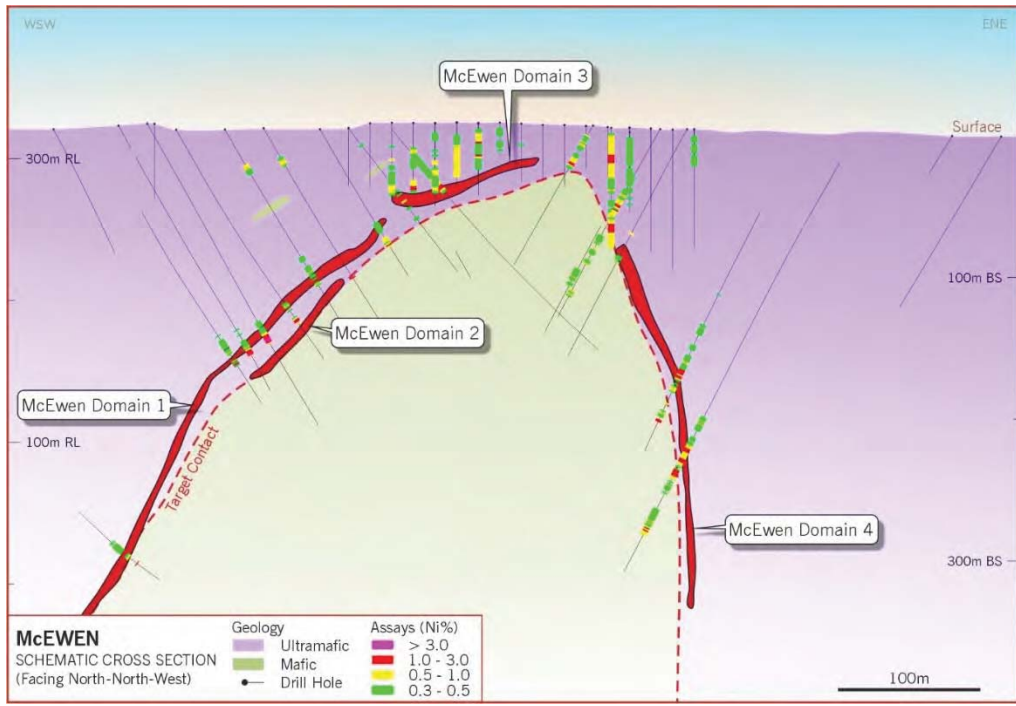 WSW
ENE
McEwen Domain 3
Surface
300m RL
100m BS
McEwen Domain 2
McEwen Domain 1
100m RL
Target Contact
McEwen Domain 4
300m BS
McEWEN
SCHEMATIC CROSS SECTION
(Facing North-North-West)
Geology
Ultramafic
Mafic
Drill Hole
Assays (Ni%)
> 3.0
1.0 - 3.0
0.5 - 1.0
0.3 - 0.5
100m